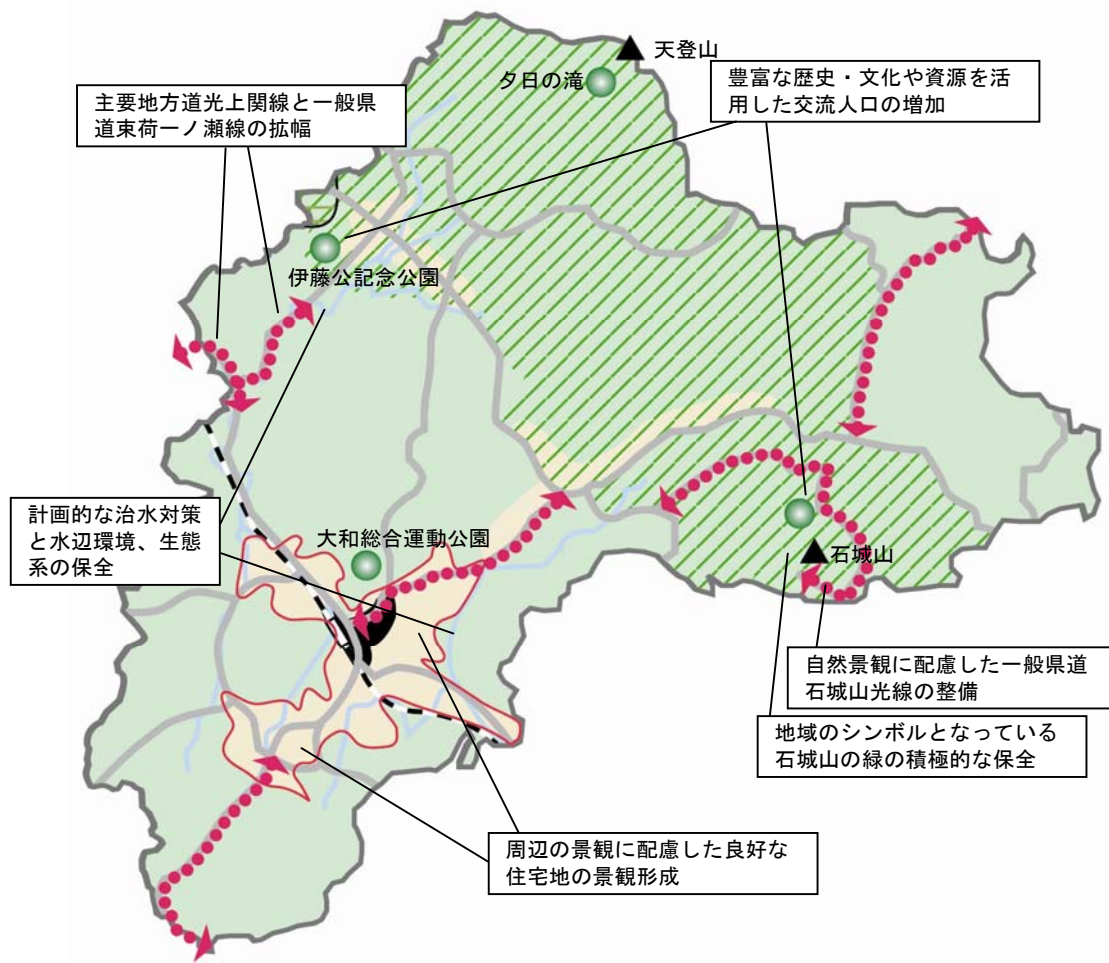 天登山
夕日の滝
豊富な歴史・文化や資源を活
用した交流人口の増加
主要地方道光上関線と一般県
道束荷一ノ瀬線の拡幅
伊藤公記念公園
計画的な治水対策
と水辺環境、生態
系の保全
大和総合運動公園
石城山
自然景観に配慮した一般県道
石城山光線の整備
地域のシンボルとなっている
石城山の緑の積極的な保全
周辺の景観に配慮した良好な
住宅地の景観形成